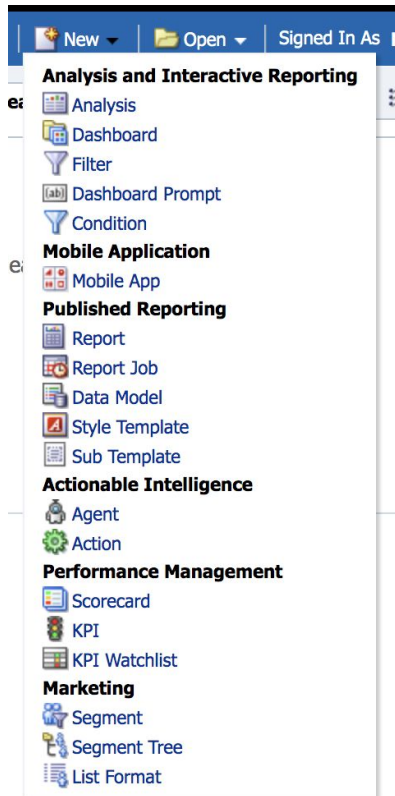 New Open Signed In As
Analysis and Interactive Reporting
Analysis
Dashboard
Filter
(ab) Dashboard Prompt
Condition
Mobile Application
Mobile App
Published Reporting
Report
Report Job
Data Model
Style Template
Sub Template
Actionable Intelligence
Agent
Action
Performance Management
Scorecard
KPI
KPI Watchlist
Marketing
Segment
Segment Tree
List Format